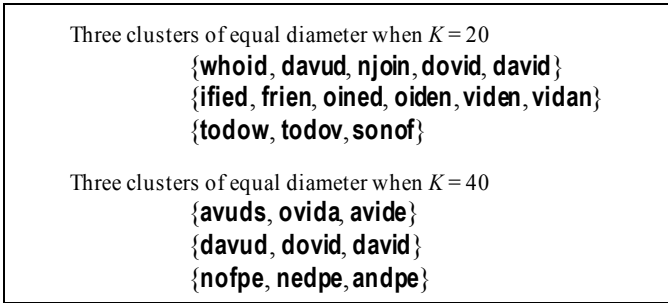 Three clusters of equal diameter when K = 20
{whoid, davud, njoin, dovid, david}
{ified, frien, oined, oiden, viden, vidan}
{todow, todov, sonof}
Three clusters of equal diameter when K = 40
{avuds, ovida, avide}
{davud, dovid, david}
{nofpe, nedpe, andpe}